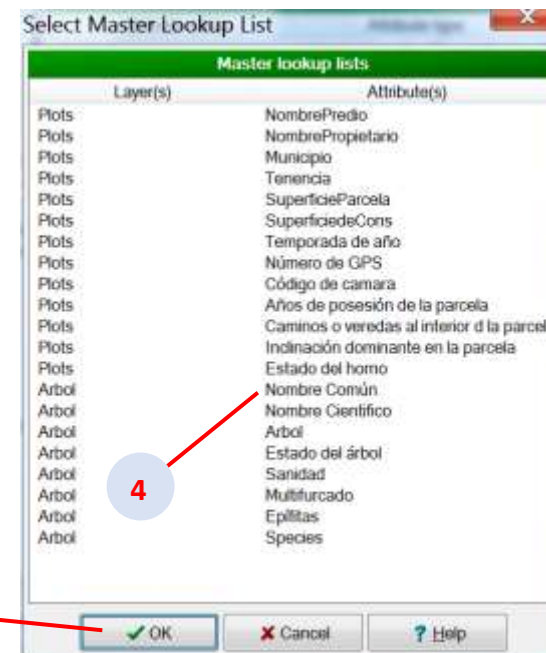 Select Master Lookup List
Master lookup lists
Layer(s) Attribute(s)
Plots NombrePredio
Plots NombrePropietario
Plots Municipio
Plots Tenencia
Plots SuperficieParcela
Plots SuperficiedeCons
Plots Temporada de año
Plots Número de GPS
Plots Código de camara
Plots Años de posesión de la parcela
Plots Caminos o veredas al interior d la parcel
Plots Inclinación dominante en la parcela
Plots Estado del horno
Arbol Nombre Común
Arbol Nombre Cientifico
Arbol Arbol
Arbol Estado del árbol
Arbol Sanidad
Arbol Multifurcado
Arbol Epífitas
Arbol Species
4
OK Cancel ? Help